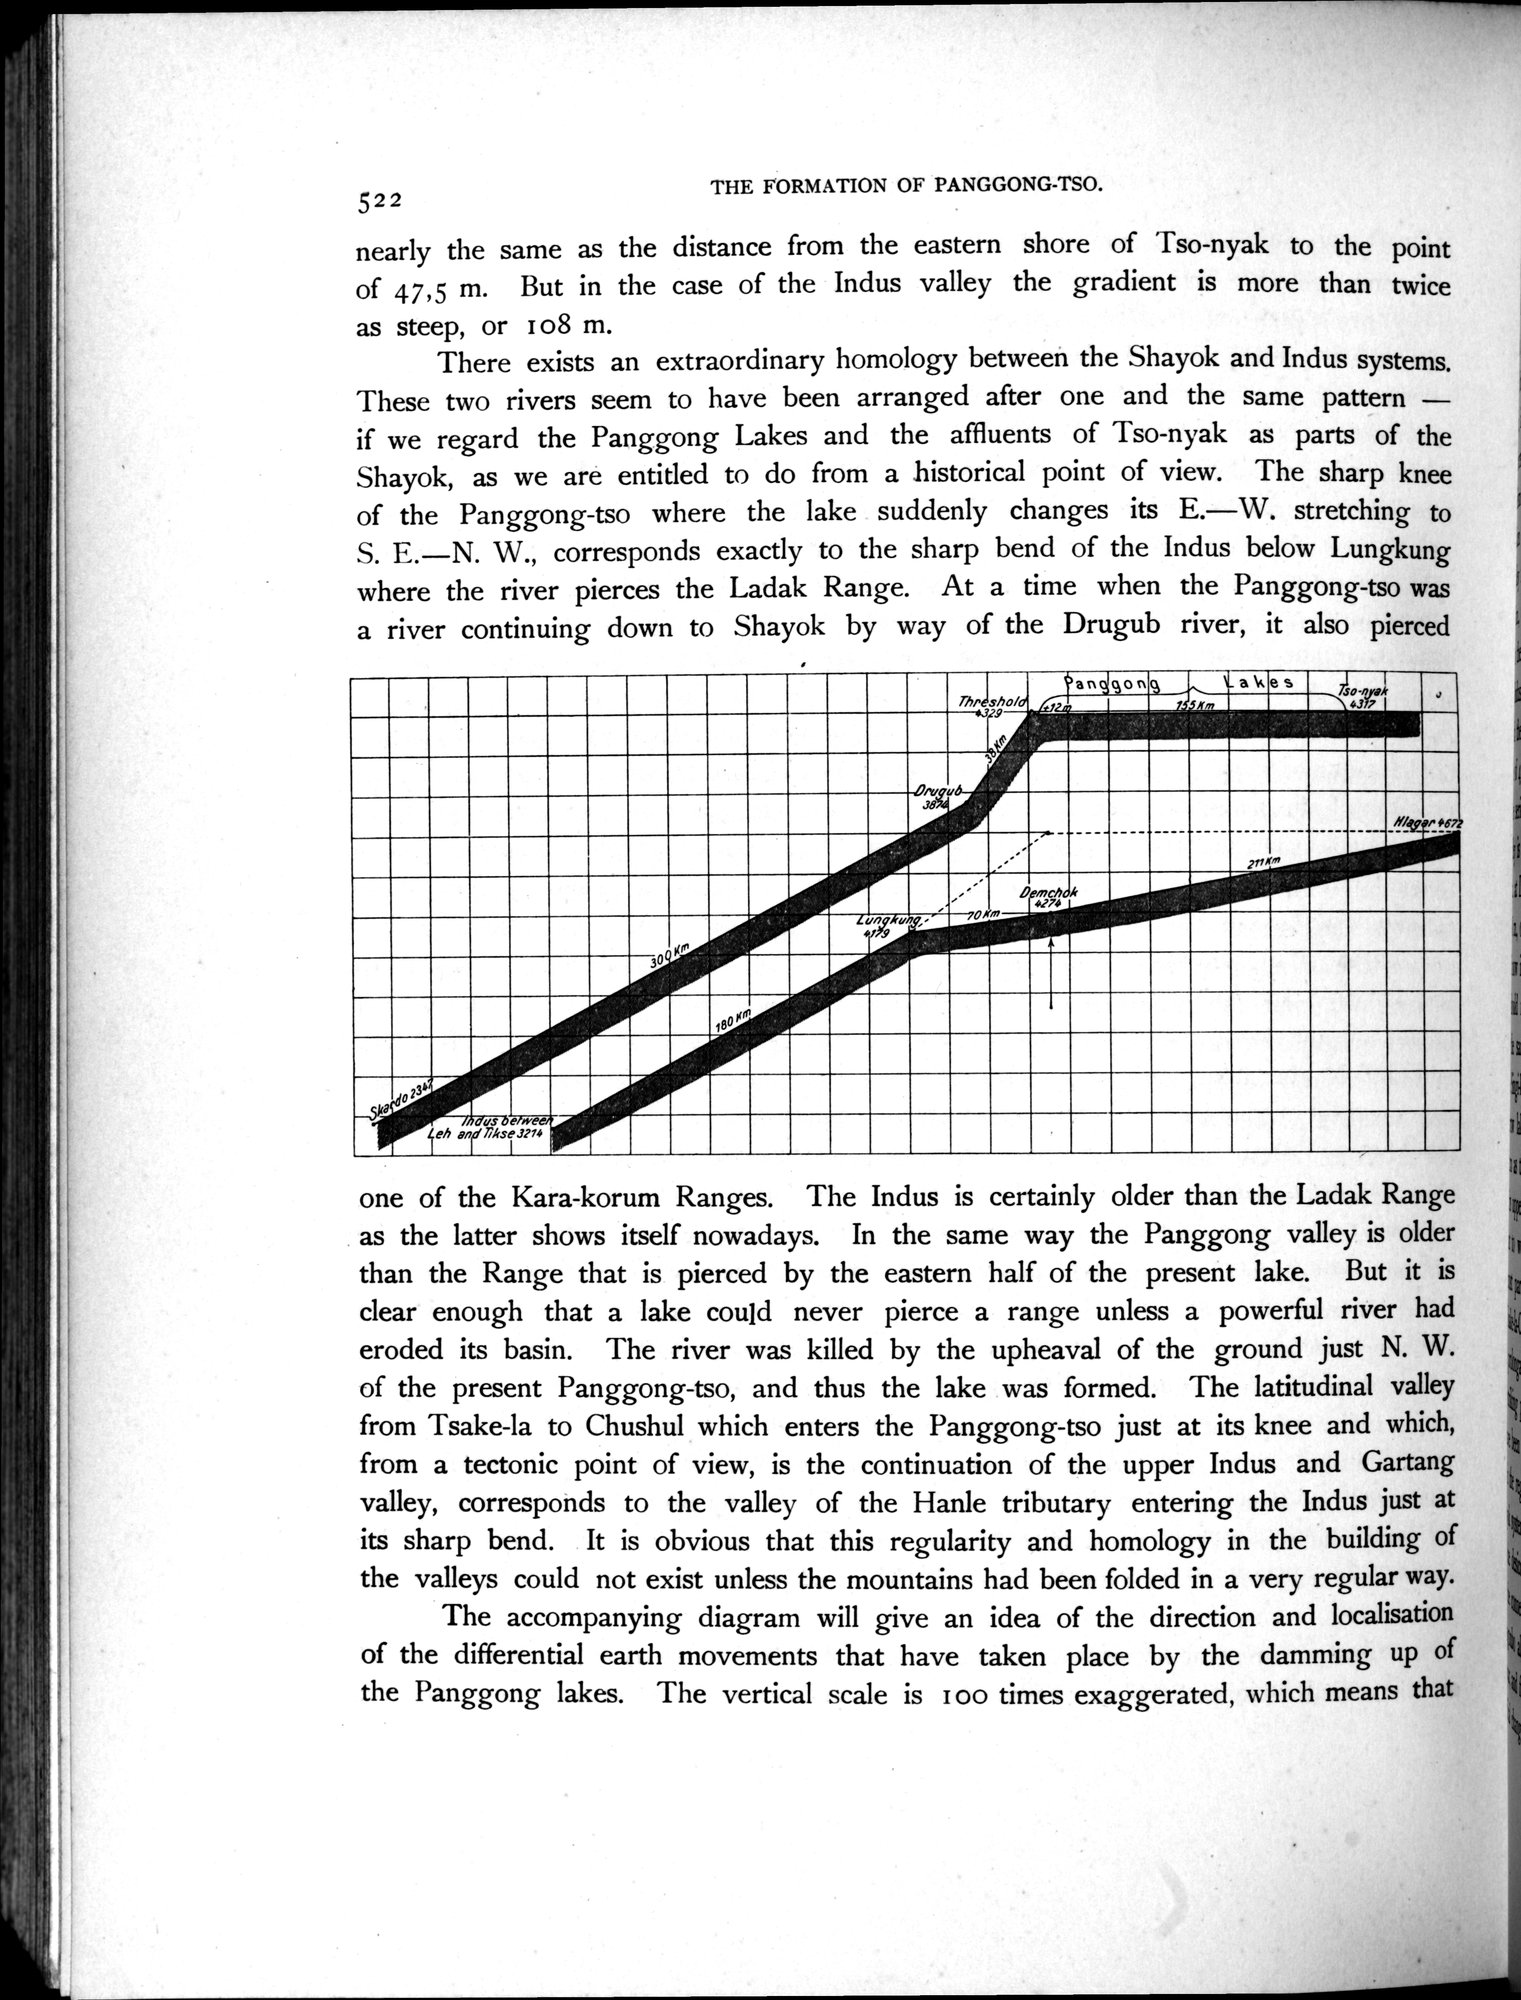 522
THE FORMATION OF PANGGONG-TSO.
nearly the same as the distance from the eastern shore of Tso-nyak to the point
of 47,5 m. But in the case of the Indus valley the gradient is more than twice
as steep, or 108 m.
There exists an extraordinary homology between the Shayok and Indus systems.
These two rivers seem to have been arranged after one and the same pattern —
if we regard the Panggong Lakes and the affluents of Tso-nyak as parts of the
Shayok, as we are entitled to do from a historical point of view. The sharp knee
of the Panggong-tso where the lake suddenly changes its E.—W. stretching to
S. E.—N. W., corresponds exactly to the sharp bend of the Indus below Lungkung
where the river pierces the Ladak Range. At a time when the Panggong-tso was
a river continuing down to Shayok by way of the Drugub river, it also pierced
Panggong Lakes
Threshold
4329
+12m
155 Km
Tso-nyak
4317
38 Km
Drugub
3874
Hlagar 4672
211 Km
Demchok
4274
70 Km
Lungkung
4179
300 Km
180 Km
Skardo 2347
Indus between
Leh and Tikse 3214
one of the Kara-korum Ranges. The Indus is certainly older than the Ladak Range
as the latter shows itself nowadays. In the same way the Panggong valley is older
than the Range that is pierced by the eastern half of the present lake. But it is
clear enough that a lake could never pierce a range unless a powerful river had
eroded its basin. The river was killed by the upheaval of the ground just N. W.
of the present Panggong-tso, and thus the lake was formed. The latitudinal valley
from Tsake-la to Chushul which enters the Panggong-tso just at its knee and which,
from a tectonic point of view, is the continuation of the upper Indus and Gartang
valley, corresponds to the valley of the Hanle tributary entering the Indus just at
its sharp bend. It is obvious that this regularity and homology in the building of
the valleys could not exist unless the mountains had been folded in a very regular way.
The accompanying diagram will give an idea of the direction and localisation
of the differential earth movements that have taken place by the damming up of
the Panggong lakes. The vertical scale is 100 times exaggerated, which means that